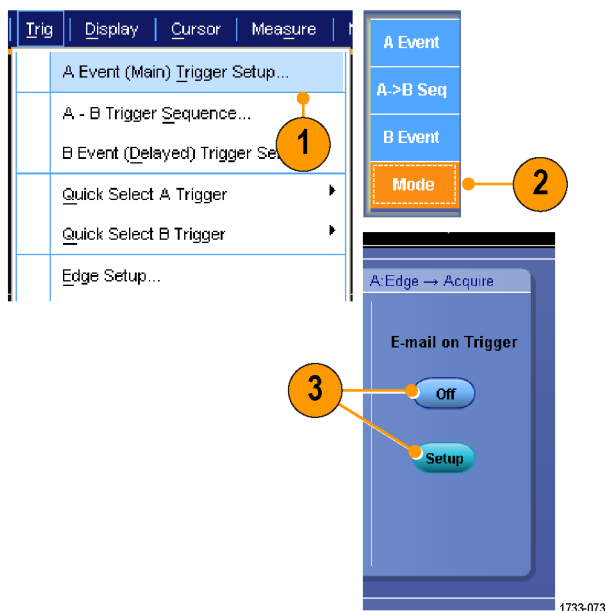 Trig Display Cursor Measure
A Event (Main) Trigger Setup...
A - B Trigger Sequence...
1
B Event (Delayed) Trigger Se
Quick Select A Trigger
Quick Select B Trigger
Edge Setup...
A Event
A->B Seq
B Event
Mode
2
A:Edge → Acquire
E-mail on Trigger
3
Off
Setup
1733-073